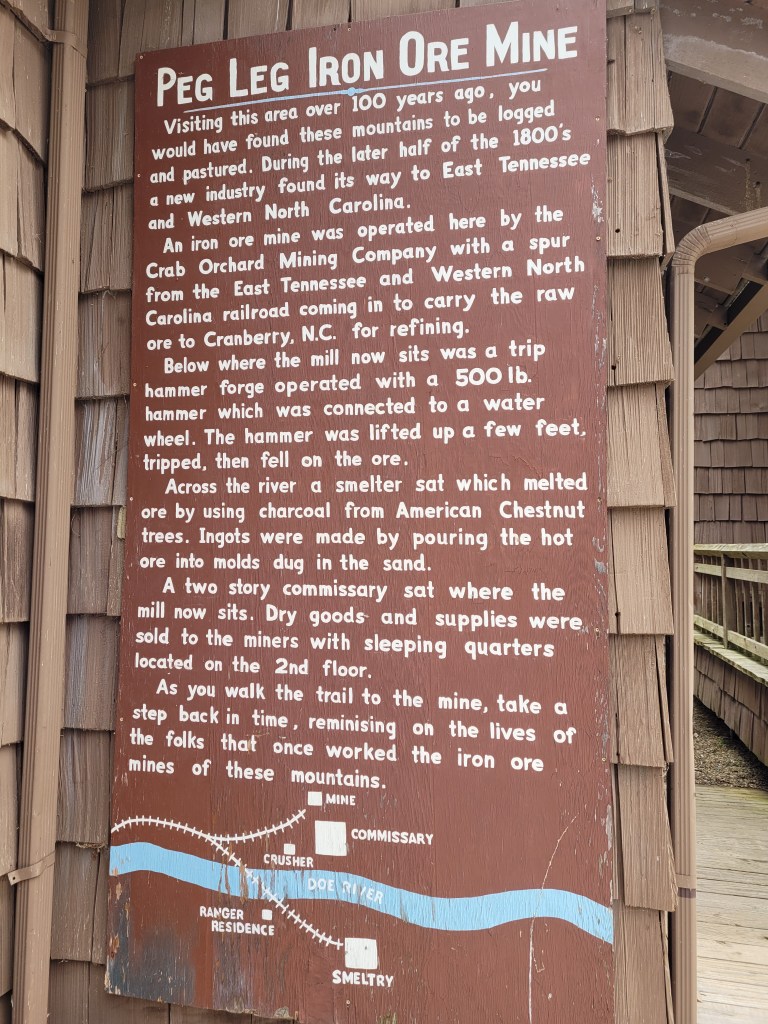 Peg Leg Iron Ore Mine
Visiting this area over 100 years ago, you
would have found these mountains to be logged
and pastured. During the later half of the 1800's
a new industry found its way to East Tennessee
and Western North Carolina.
An iron ore mine was operated here by the
Crab Orchard Mining Company with a spur
from the East Tennessee and Western North
Carolina railroad coming in to carry the raw
ore to Cranberry, N.C. for refining.
Below where the mill now sits was a trip
hammer forge operated with a 500 lb.
hammer which was connected to a water
wheel. The hammer was lifted up a few feet,
tripped, then fell on the ore.
Across the river a smelter sat which melted
ore by using charcoal from American Chestnut
trees. Ingots were made by pouring the hot
ore into molds dug in the sand.
A two story commissary sat where the
mill now sits. Dry goods and supplies were
sold to the miners with sleeping quarters
located on the 2nd floor.
As you walk the trail to the mine, take a
step back in time, reminising on the lives of
the folks that once worked the iron ore
mines of these mountains.
MINE
COMMISSARY
CRUSHER
DOE RIVER
RANGER
RESIDENCE
SMELTRY